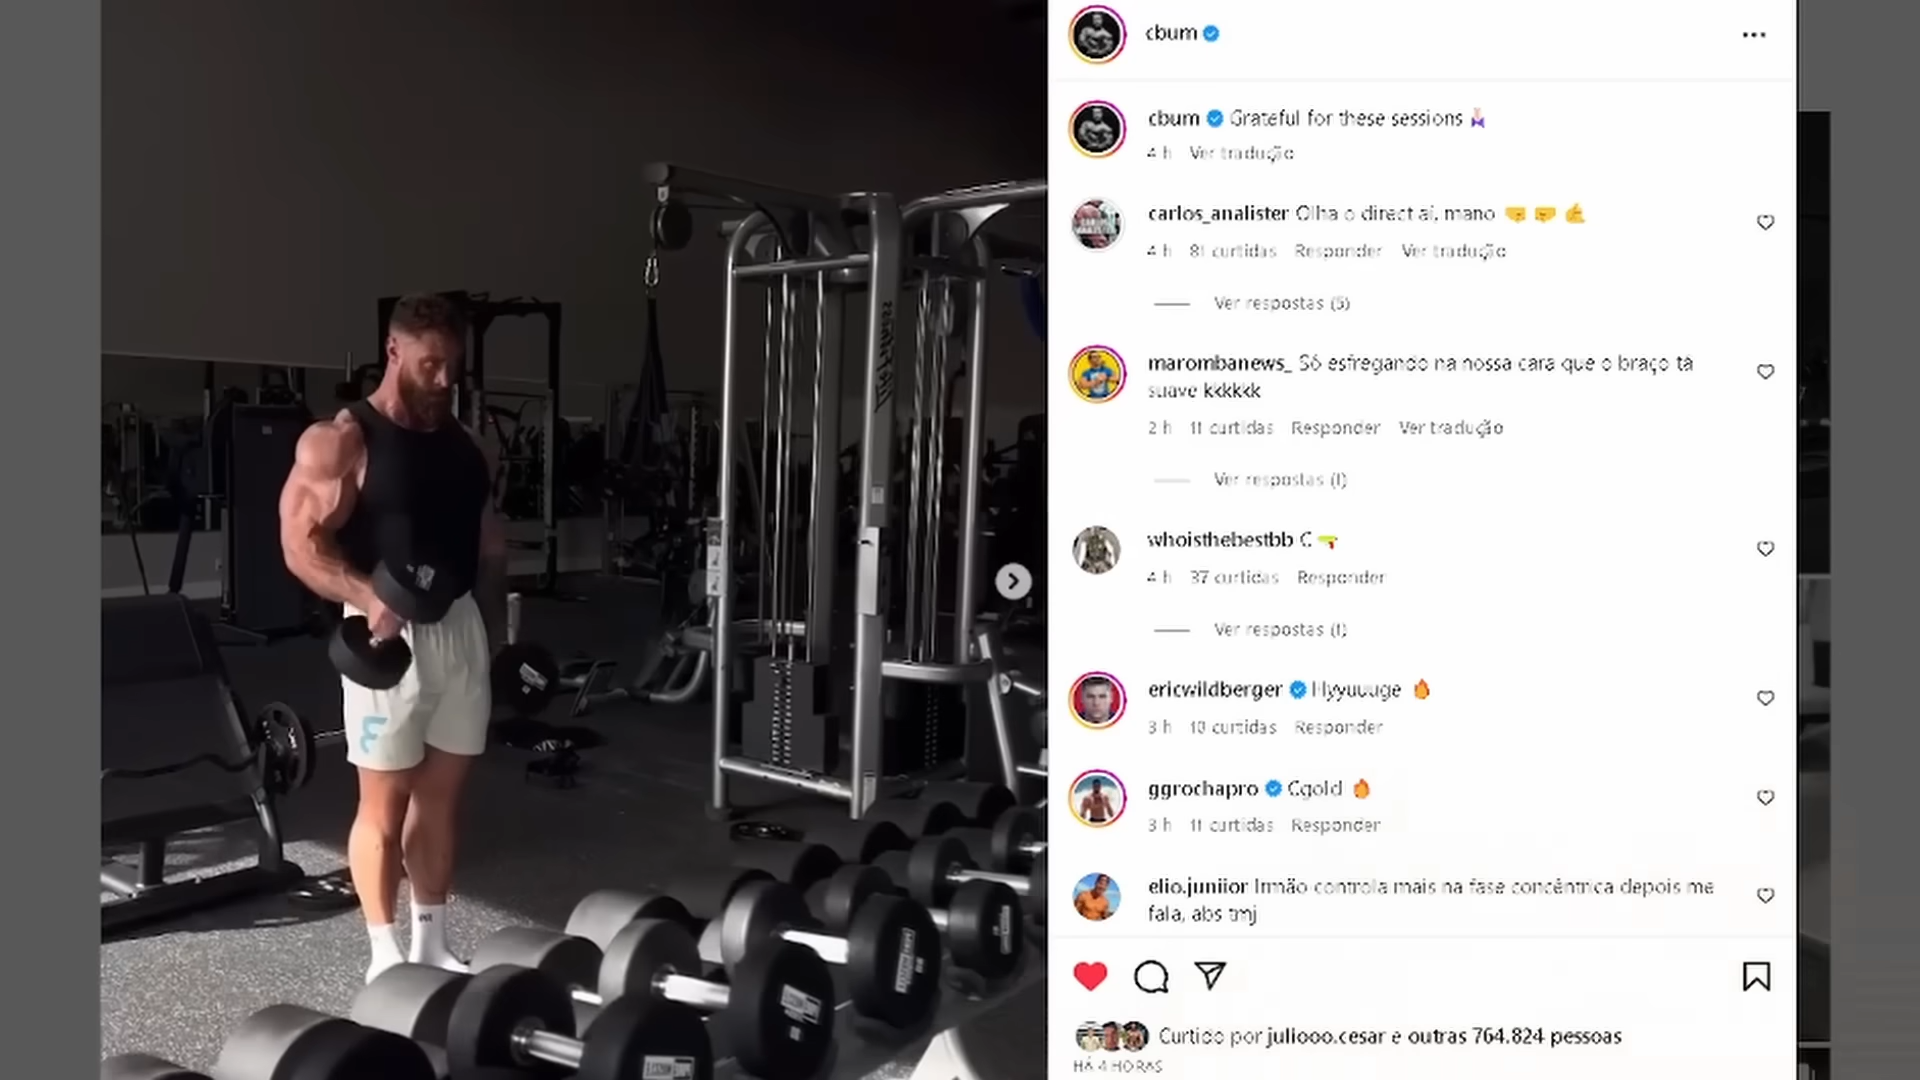 cbum
cbum Grateful for these sessions
4 h Ver tradução
carlos_analister Olha o direct aí, mano
4 h 81 curtidas Responder Ver tradução
Ver respostas (5)
marombanews_ Só esfregando na nossa cara que o braço tá
suave kkkkkk
2 h 11 curtidas Responder Ver tradução
Ver respostas (1)
whoisthebestbb C
4 h 37 curtidas Responder
Ver respostas (1)
ericwildberger Hyyuuuge
3 h 10 curtidas Responder
ggrochapro Cgold
3 h 11 curtidas Responder
elio.juniior Irmão controla mais na fase concêntrica depois me
fala, abs tmj
Curtido por juliooo.cesar e outras 764.824 pessoas
HÁ 4 HORAS